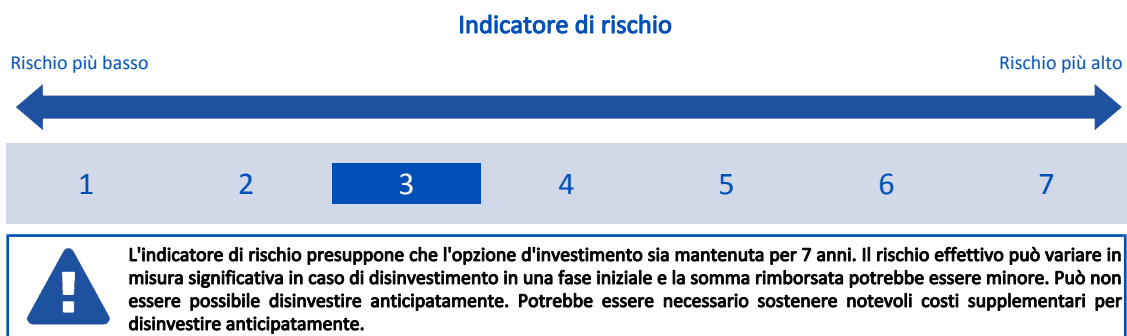 Indicatore di rischio
Rischio più basso Rischio più alto
1 2 3 4 5 6 7
L'indicatore di rischio presuppone che l'opzione d'investimento sia mantenuta per 7 anni. Il rischio effettivo può variare in
misura significativa in caso di disinvestimento in una fase iniziale e la somma rimborsata potrebbe essere minore. Può non
essere possibile disinvestire anticipatamente. Potrebbe essere necessario sostenere notevoli costi supplementari per
disinvestire anticipatamente.